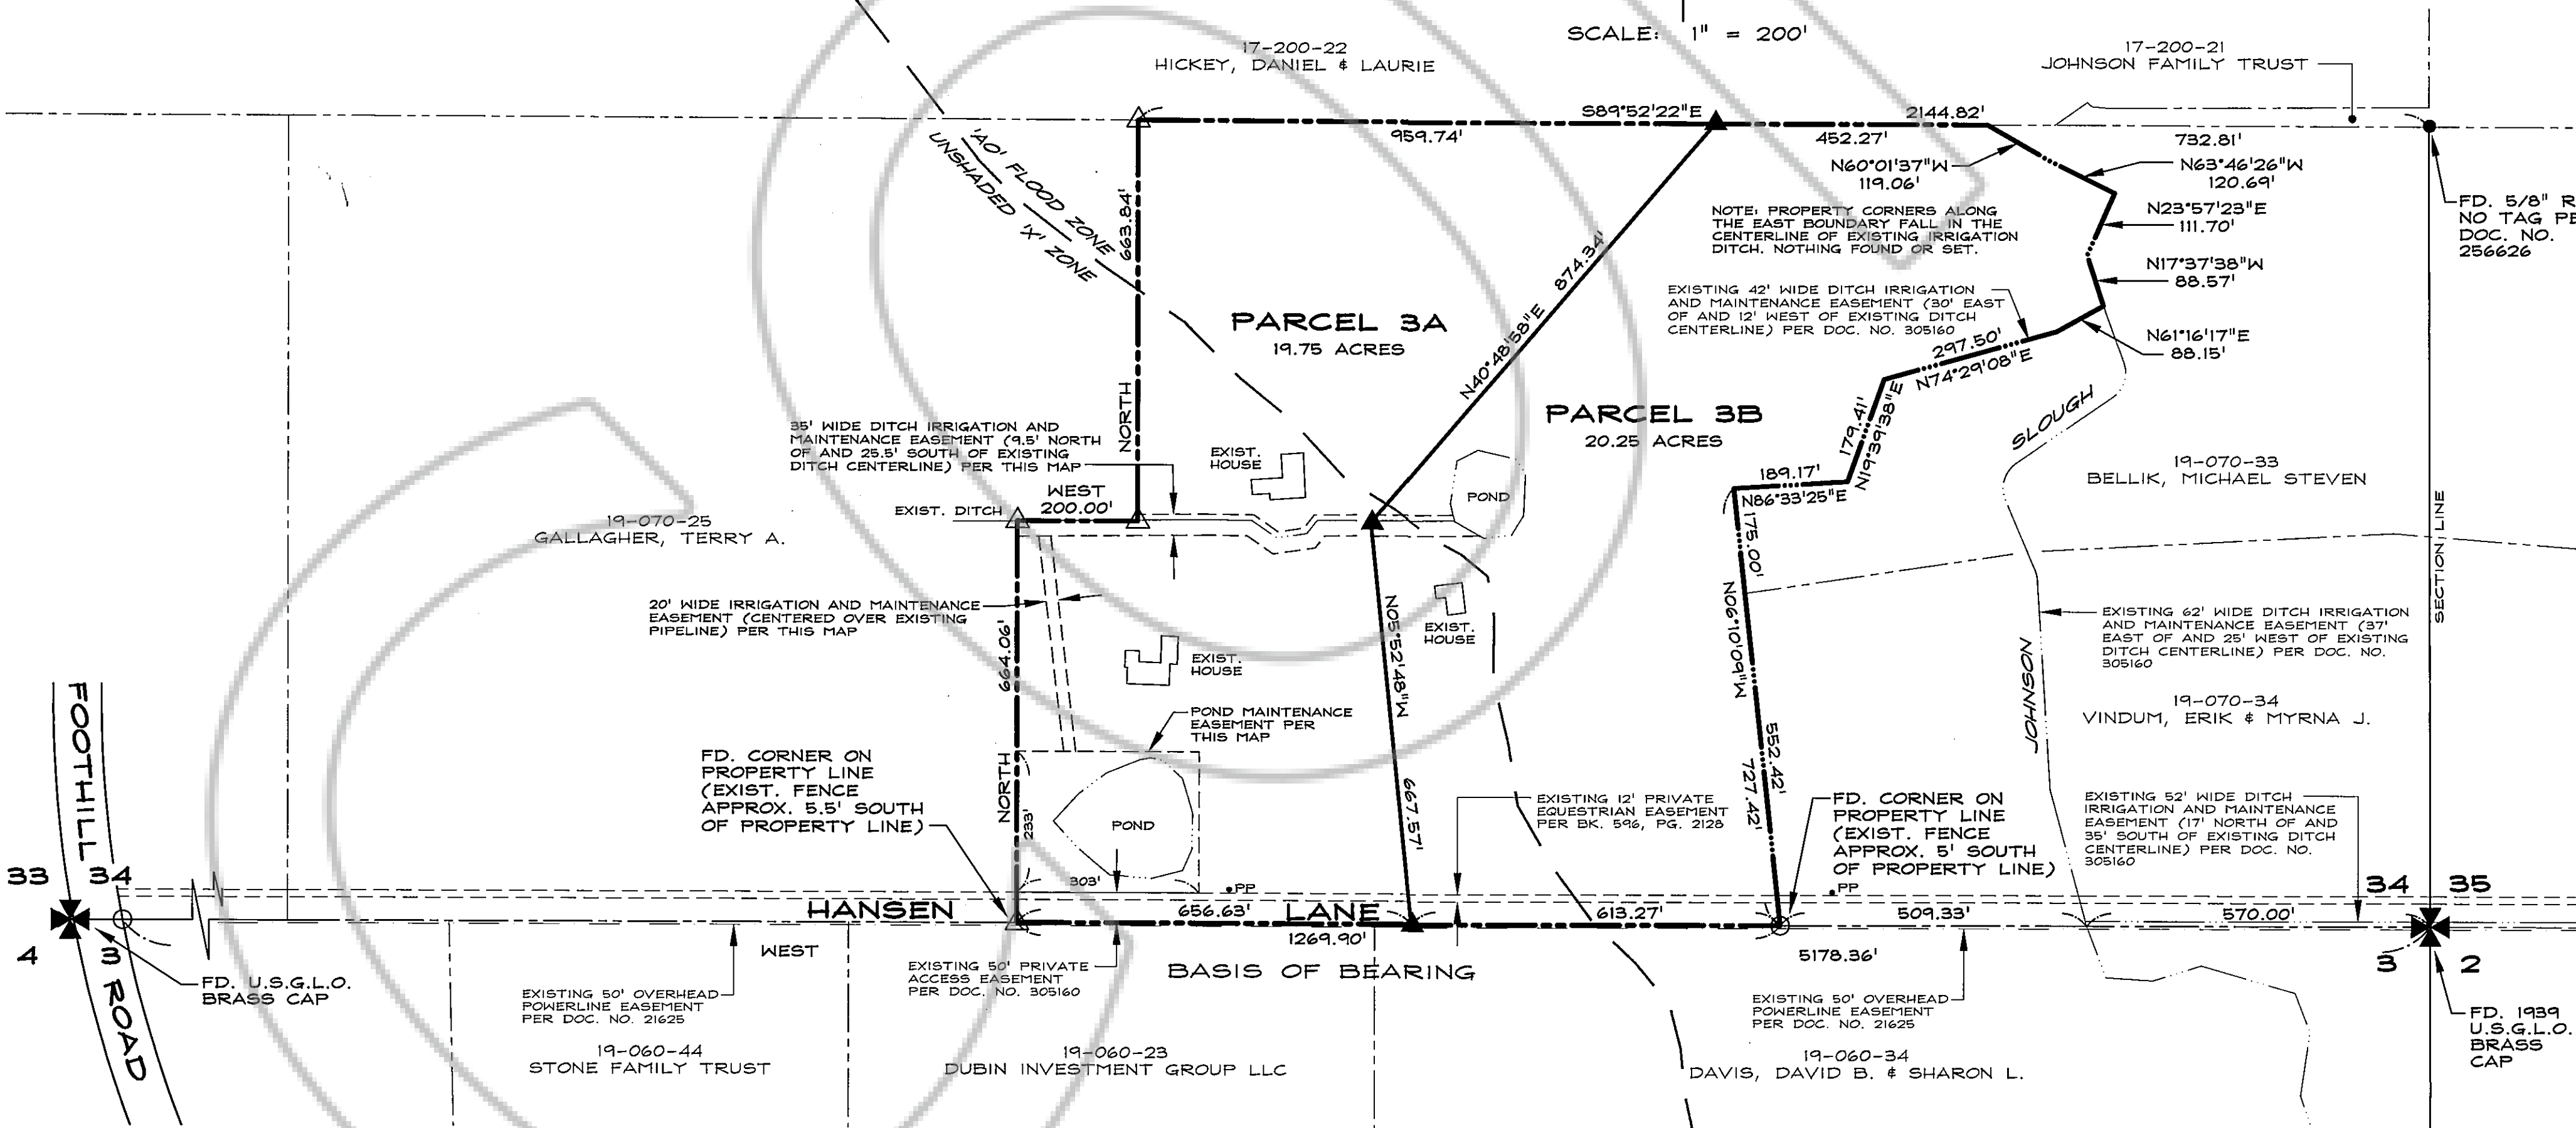 SCALE: 1" = 200'
17-200-22
HICKEY, DANIEL & LAURIE
17-200-21
JOHNSON FAMILY TRUST
S89°52'22"E
2144.82'
959.74'
452.27'
732.81'
'AO' FLOOD ZONE
UNSHADED 'X' ZONE
N60°01'37"W
119.06'
N63°46'26"W
120.69'
N23°57'23"E
111.70'
N17°37'38"W
88.57'
N61°16'17"E
88.15'
NOTE: PROPERTY CORNERS ALONG
THE EAST BOUNDARY FALL IN THE
CENTERLINE OF EXISTING IRRIGATION
DITCH. NOTHING FOUND OR SET.
FD. 5/8" R
NO TAG PE
DOC. NO.
256626
663.84'
NORTH
874.34'
N40°48'58"E
EXISTING 42' WIDE DITCH IRRIGATION
AND MAINTENANCE EASEMENT (30' EAST
OF AND 12' WEST OF EXISTING DITCH
CENTERLINE) PER DOC. NO. 305160
PARCEL 3A
19.75 ACRES
PARCEL 3B
20.25 ACRES
297.50'
N74°29'08"E
179.41'
N19°39'38"E
189.17'
N86°33'25"E
35' WIDE DITCH IRRIGATION AND
MAINTENANCE EASEMENT (9.5' NORTH
OF AND 25.5' SOUTH OF EXISTING
DITCH CENTERLINE) PER THIS MAP
EXIST.
HOUSE
POND
WEST
200.00'
EXIST. DITCH
19-070-25
GALLAGHER, TERRY A.
SLOUGH
19-070-33
BELLIK, MICHAEL STEVEN
SECTION LINE
175.00'
N06°10'09"W
552.42'
727.42'
20' WIDE IRRIGATION AND MAINTENANCE
EASEMENT (CENTERED OVER EXISTING
PIPELINE) PER THIS MAP
664.06'
NORTH
233'
EXIST.
HOUSE
EXIST.
HOUSE
N05°52'48"W
667.57'
JOHNSON
EXISTING 62' WIDE DITCH IRRIGATION
AND MAINTENANCE EASEMENT (37'
EAST OF AND 25' WEST OF EXISTING
DITCH CENTERLINE) PER DOC. NO.
305160
19-070-34
VINDUM, ERIK & MYRNA J.
POND MAINTENANCE
EASEMENT PER
THIS MAP
FD. CORNER ON
PROPERTY LINE
(EXIST. FENCE
APPROX. 5.5' SOUTH
OF PROPERTY LINE)
POND
303'
PP
EXISTING 12' PRIVATE
EQUESTRIAN EASEMENT
PER BK. 596, PG. 2128
FD. CORNER ON
PROPERTY LINE
(EXIST. FENCE
APPROX. 5' SOUTH
OF PROPERTY LINE)
PP
EXISTING 52' WIDE DITCH
IRRIGATION AND MAINTENANCE
EASEMENT (17' NORTH OF AND
35' SOUTH OF EXISTING DITCH
CENTERLINE) PER DOC. NO.
305160
FOOTHILL ROAD
33 34
4 3
34 35
3 2
HANSEN LANE
656.63'
613.27'
509.33'
570.00'
WEST
1269.90'
5178.36'
BASIS OF BEARING
FD. U.S.G.L.O.
BRASS CAP
EXISTING 50' OVERHEAD
POWERLINE EASEMENT
PER DOC. NO. 21625
EXISTING 50' PRIVATE
ACCESS EASEMENT
PER DOC. NO. 305160
EXISTING 50' OVERHEAD
POWERLINE EASEMENT
PER DOC. NO. 21625
FD. 1939
U.S.G.L.O.
BRASS
CAP
19-060-44
STONE FAMILY TRUST
19-060-23
DUBIN INVESTMENT GROUP LLC
19-060-34
DAVIS, DAVID B. & SHARON L.